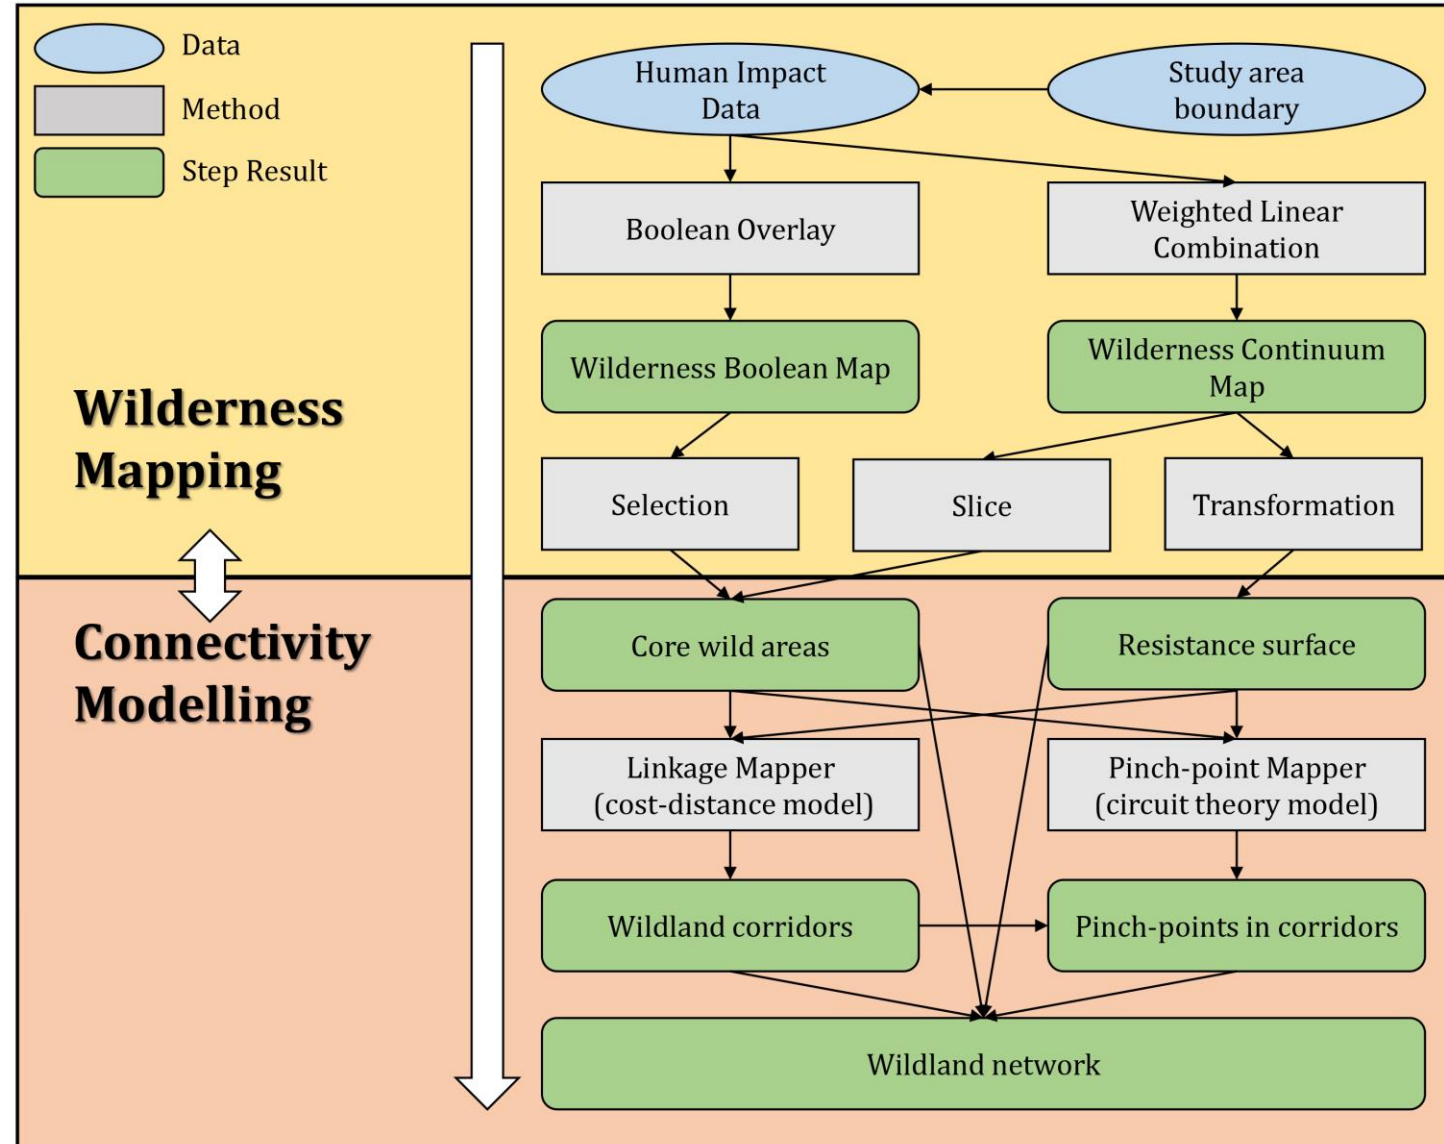 Data
Method
Step Result
Human Impact
Data
Study area
boundary
Boolean Overlay
Weighted Linear
Combination
Wilderness Boolean Map
Wilderness Continuum
Map
Wilderness
Mapping
Selection
Slice
Transformation
Connectivity
Modelling
Core wild areas
Resistance surface
Linkage Mapper
(cost-distance model)
Pinch-point Mapper
(circuit theory model)
Wildland corridors
Pinch-points in corridors
Wildland network